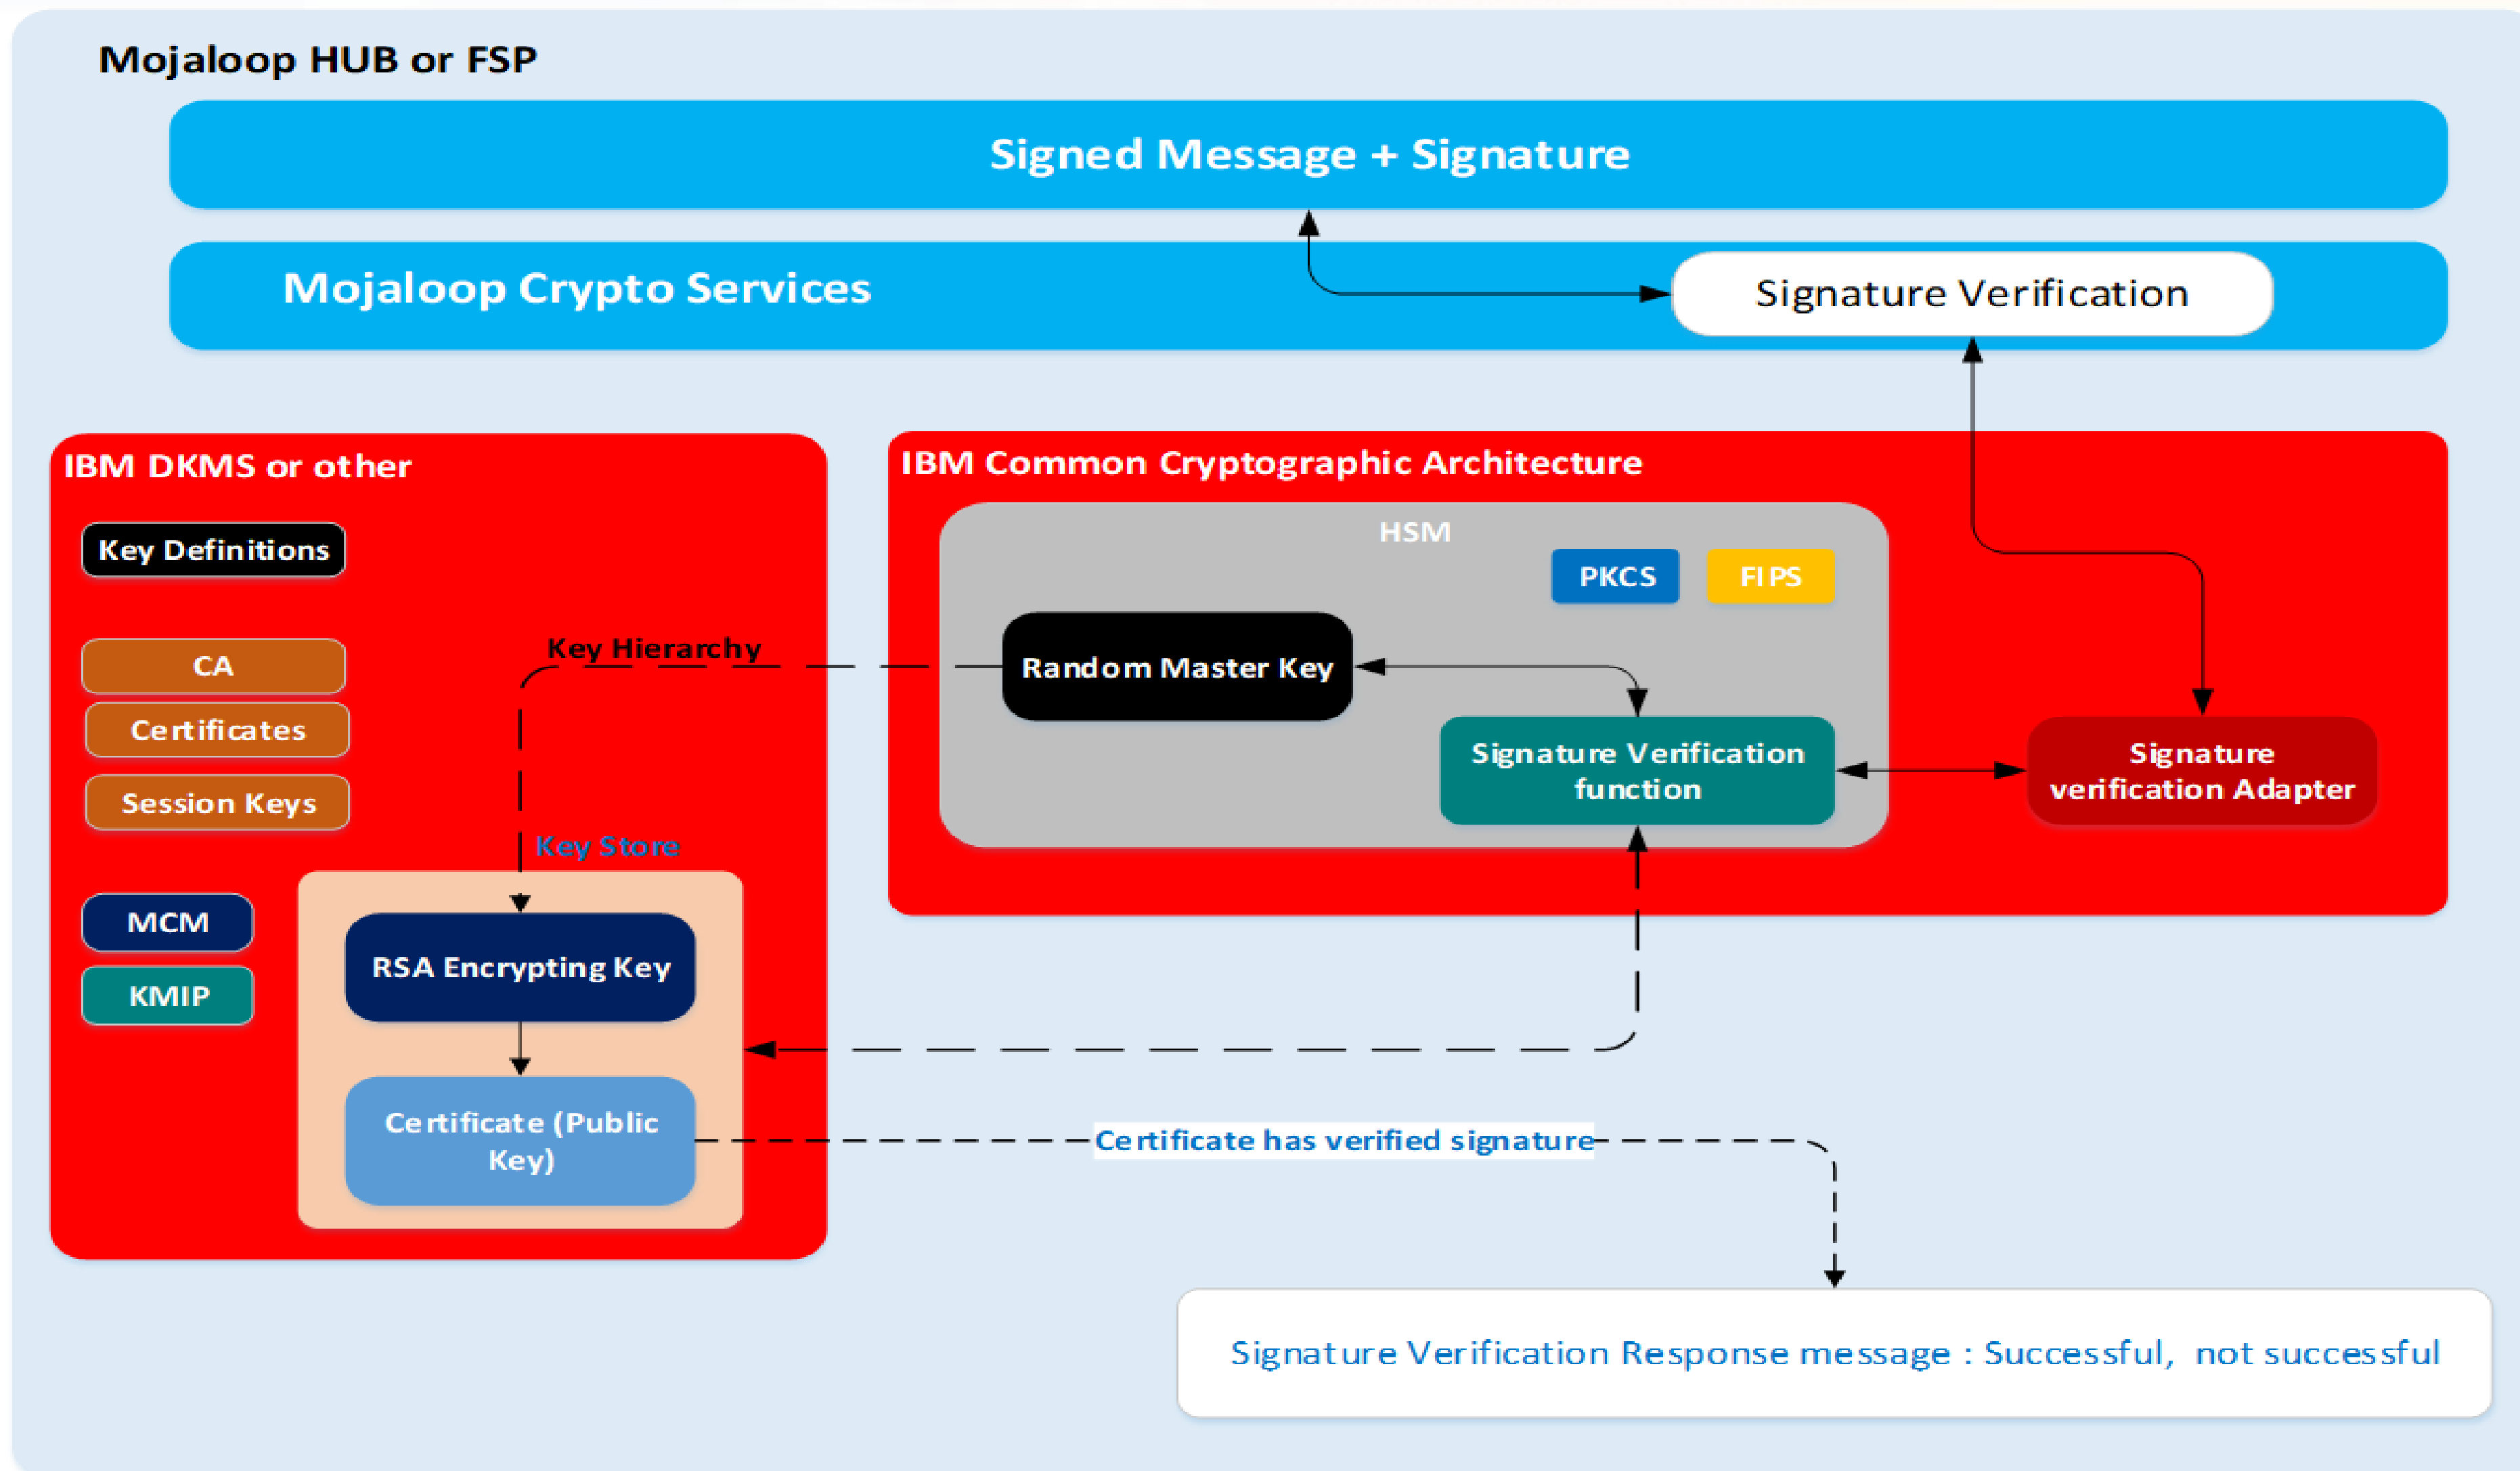 Mojaloop HUB or FSP
Signed Message + Signature
Mojaloop Crypto Services
Signature Verification
IBM DKMS or other
Key Definitions
CA
Certificates
Session Keys
MCM
KMIP
Key Hierarchy
Key Store
RSA Encrypting Key
Certificate (Public
Key)
IBM Common Cryptographic Architecture
HSM
PKCS
FIPS
Random Master Key
Signature Verification
function
Signature
verification Adapter
Certificate has verified signature
Signature Verification Response message : Successful, not successful